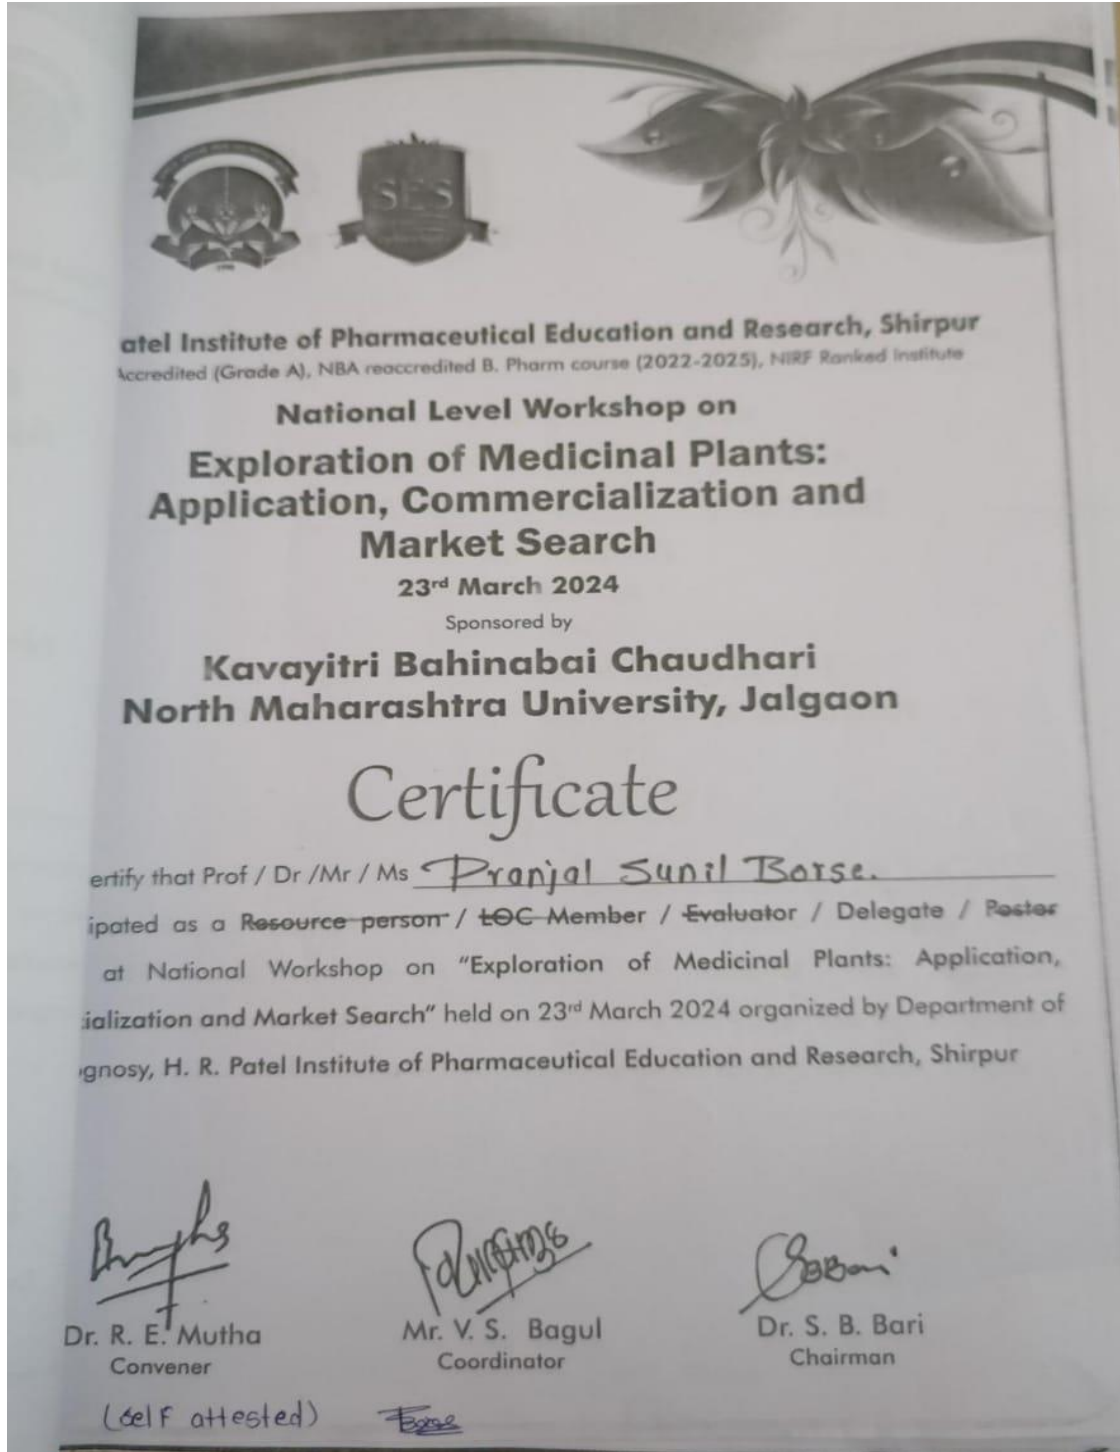 SES
atel Institute of Pharmaceutical Education and Research, Shirpur
Accredited (Grade A), NBA reaccredited B. Pharm course (2022-2025), NIRF Ranked Institute
National Level Workshop on
Exploration of Medicinal Plants:
Application, Commercialization and
Market Search
23rd March 2024
Sponsored by
Kavayitri Bahinabai Chaudhari
North Maharashtra University, Jalgaon
Certificate
ertify that Prof / Dr /Mr / Ms Pranjal Sunil Borse.
ipated as a Resource person / LOC Member / Evaluator / Delegate / Poster
at National Workshop on "Exploration of Medicinal Plants: Application,
ialization and Market Search" held on 23rd March 2024 organized by Department of
gnosy, H. R. Patel Institute of Pharmaceutical Education and Research, Shirpur
Dr. R. E. Mutha Mr. V. S. Bagul Dr. S. B. Bari
Convener Coordinator Chairman
(self attested)